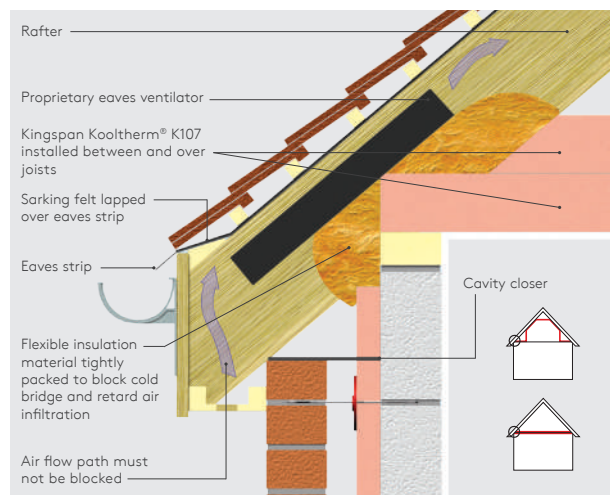 Rafter
Proprietary eaves ventilator
Kingspan Kooltherm® K107
installed between and over
joists
Sarking felt lapped
over eaves strip
Eaves strip
Cavity closer
Flexible insulation
material tightly
packed to block cold
bridge and retard air
infiltration
Air flow path must
not be blocked